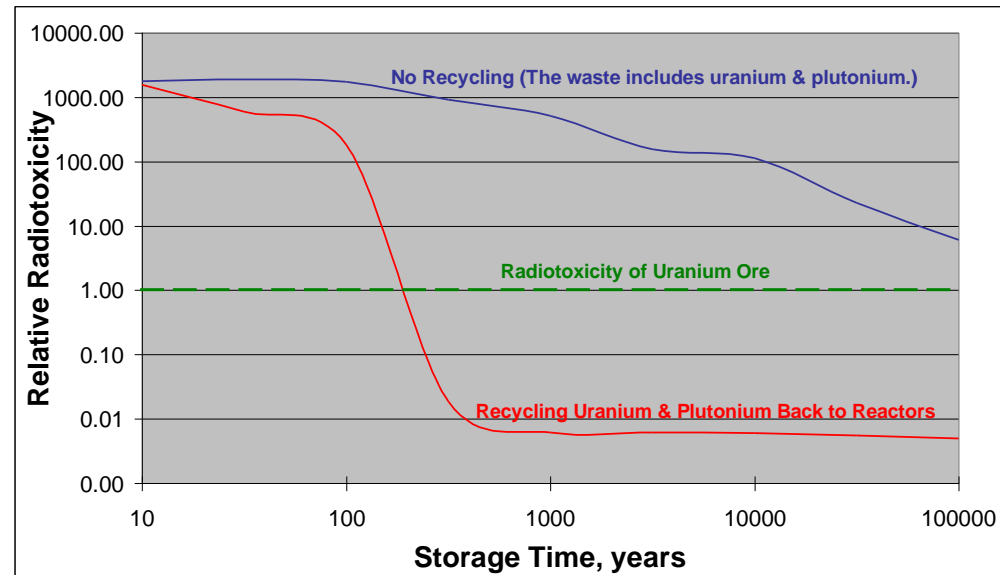 10000.00
1000.00
100.00
10.00
1.00
0.10
0.01
0.00
Relative Radiotoxicity
No Recycling (The waste includes uranium & plutonium.)
Radiotoxicity of Uranium Ore
Recycling Uranium & Plutonium Back to Reactors
10 100 1000 10000 100000
Storage Time, years